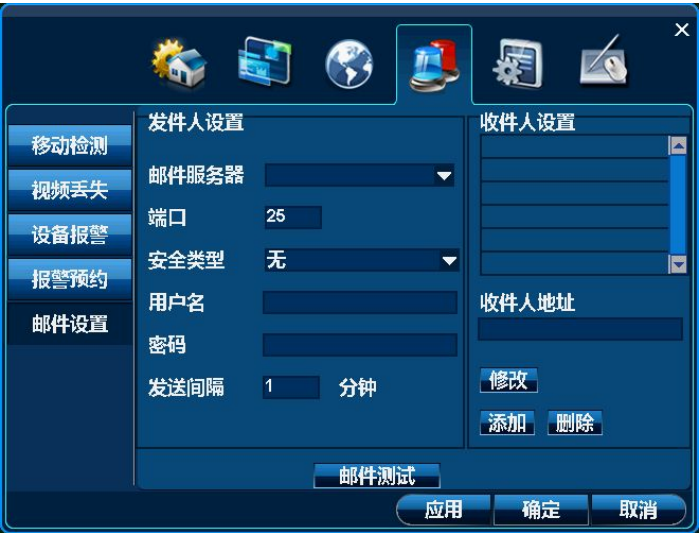 移动检测
视频丢失
设备报警
报警预约
邮件设置
发件人设置
邮件服务器
端口 25
安全类型 无
用户名
密码
发送间隔 1 分钟
收件人设置
收件人地址
修改
添加 删除
邮件测试
应用 确定 取消